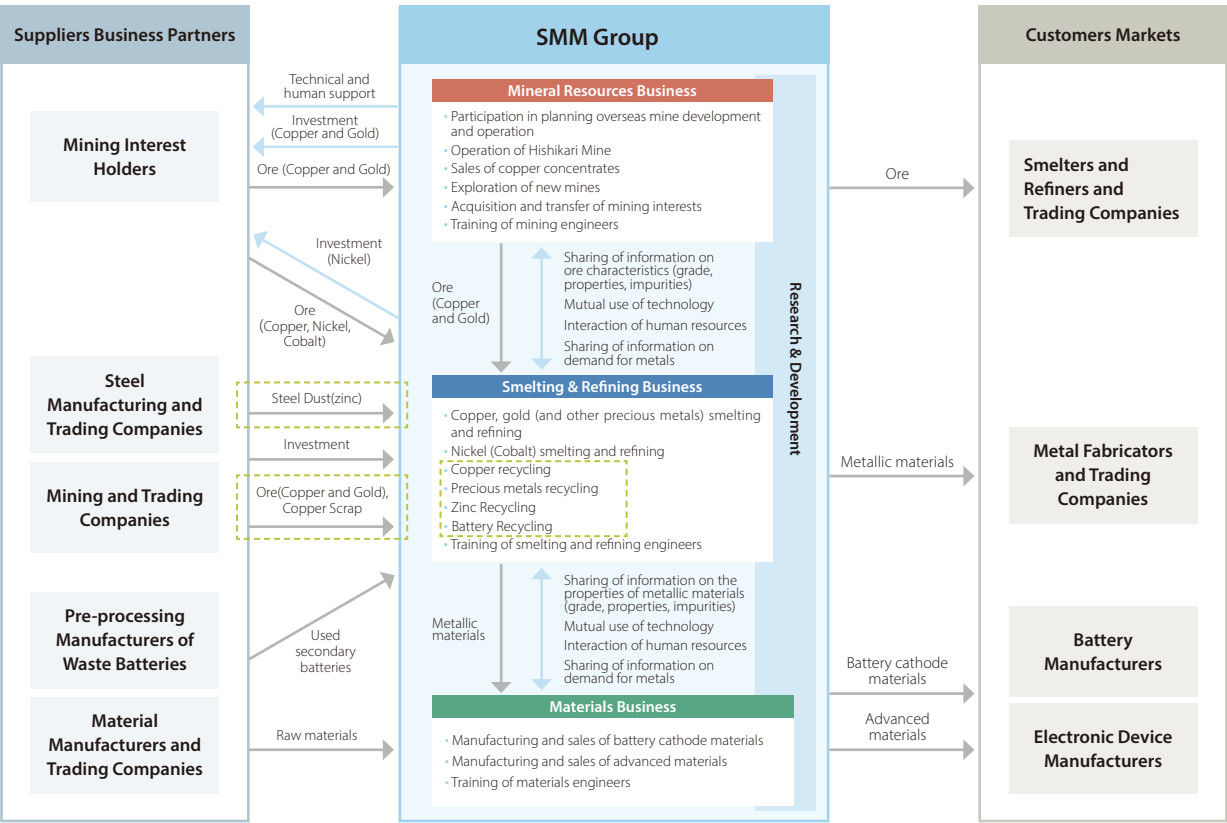 Suppliers Business Partners
SMM Group
Customers Markets
Technical and
human support
Investment
(Copper and Gold)
Ore (Copper and Gold)
Mining Interest
Holders
Investment
(Nickel)
Ore
(Copper, Nickel,
Cobalt)
Steel
Manufacturing and
Trading Companies
Steel Dust(zinc)
Investment
Mining and Trading
Companies
Ore(Copper and Gold),
Copper Scrap
Pre-processing
Manufacturers of
Waste Batteries
Used
secondary
batteries
Material
Manufacturers and
Trading Companies
Raw materials
Mineral Resources Business
・Participation in planning overseas mine development
and operation
・Operation of Hishikari Mine
・Sales of copper concentrates
・Exploration of new mines
・Acquisition and transfer of mining interests
・Training of mining engineers
Ore
(Copper
and Gold)
Sharing of information on
ore characteristics (grade,
properties, impurities)
Mutual use of technology
Interaction of human resources
Sharing of information on
demand for metals
Smelting & Refining Business
・Copper, gold (and other precious metals) smelting
and refining
・Nickel (Cobalt) smelting and refining
・Copper recycling
・Precious metals recycling
・Zinc Recycling
・Battery Recycling
・Training of smelting and refining engineers
Metallic
materials
Sharing of information on the
properties of metallic materials
(grade, properties, impurities)
Mutual use of technology
Interaction of human resources
Sharing of information on
demand for metals
Materials Business
・Manufacturing and sales of battery cathode materials
・Manufacturing and sales of advanced materials
・Training of materials engineers
Research & Development
Ore
Smelters and
Refiners and
Trading Companies
Metallic materials
Metal Fabricators
and Trading
Companies
Battery cathode
materials
Battery
Manufacturers
Advanced
materials
Electronic Device
Manufacturers